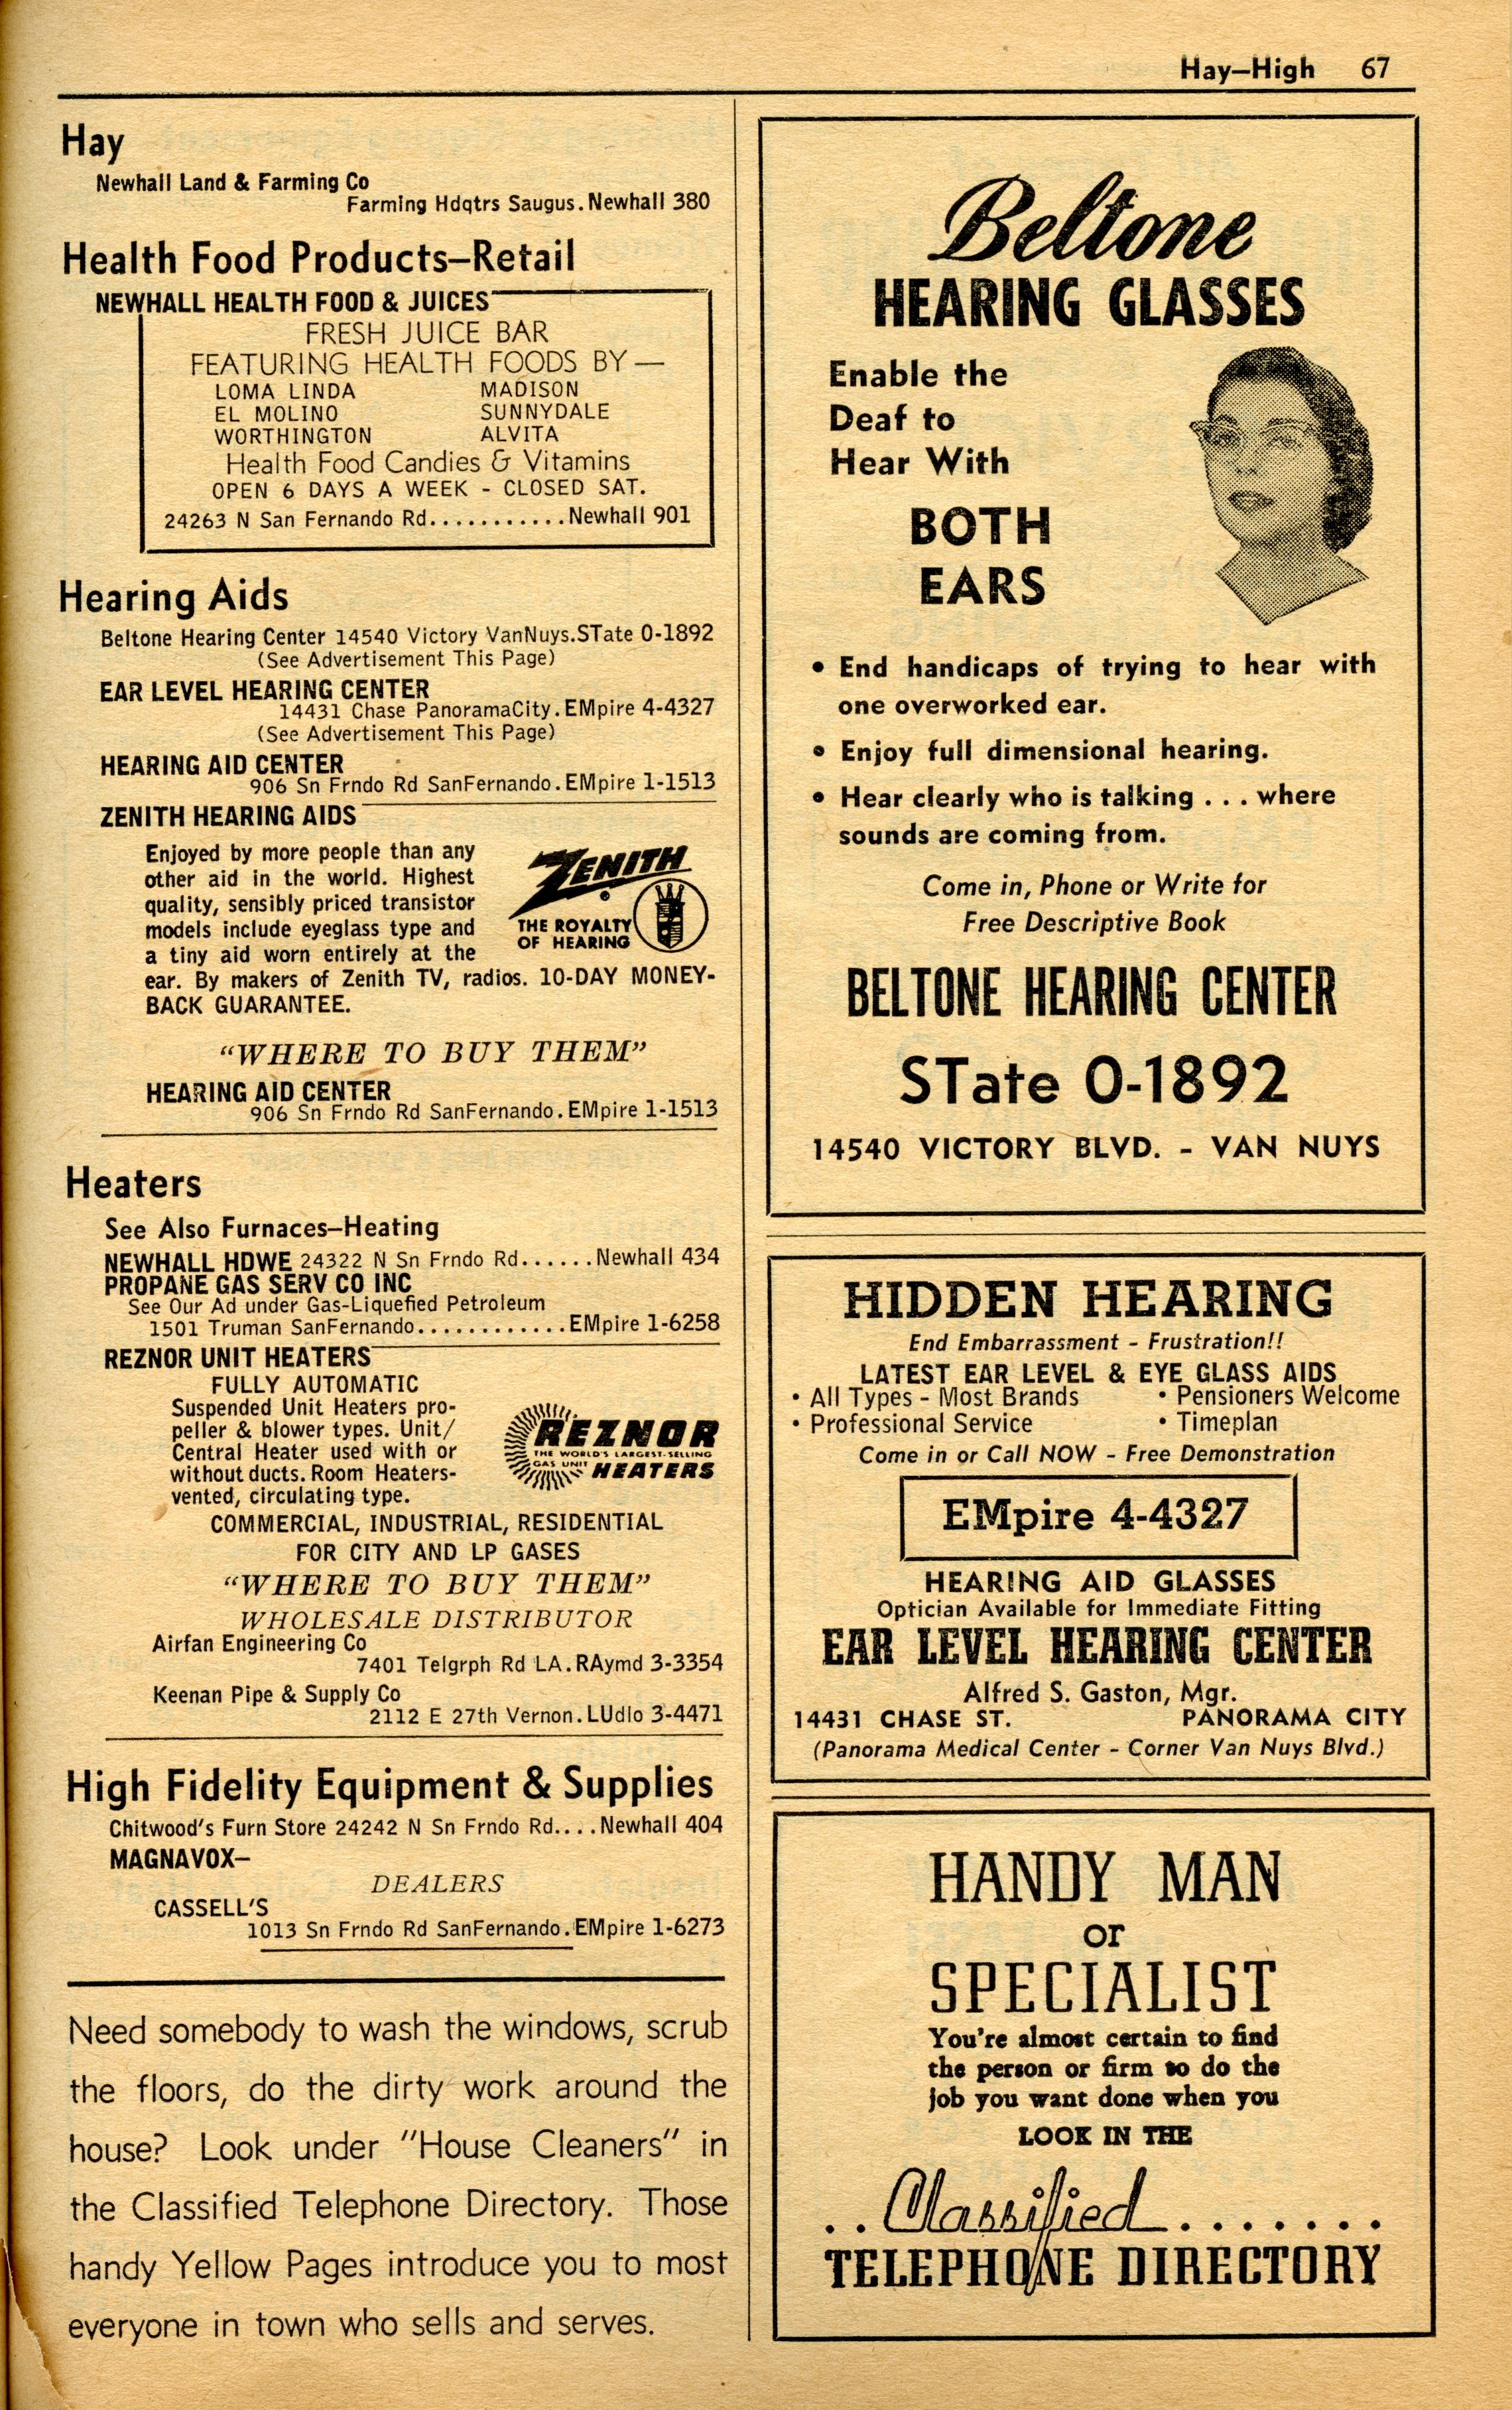 Hay—High 67
Hay
Newhall Land & Farming Co
Farming Hdqtrs Saugus. Newhall 380
Health Food Products—Retail
NEWHALL HEALTH FOOD & JUICES
FRESH JUICE BAR
FEATURING HEALTH FOODS BY —
LOMA LINDA MADISON
EL MOLINO SUNNYDALE
WORTHINGTON ALVITA
Health Food Candies & Vitamins
OPEN 6 DAYS A WEEK - CLOSED SAT.
24263 N San Fernando Rd...........Newhall 901
Hearing Aids
Beltone Hearing Center 14540 Victory VanNuys.STate 0-1892
(See Advertisement This Page)
EAR LEVEL HEARING CENTER
14431 Chase PanoramaCity. EMpire 4-4327
(See Advertisement This Page)
HEARING AID CENTER
906 Sn Frndo Rd SanFernando. EMpire 1-1513
ZENITH HEARING AIDS
Enjoyed by more people than any
other aid in the world. Highest
quality, sensibly priced transistor
models include eyeglass type and
a tiny aid worn entirely at the
ear. By makers of Zenith TV, radios. 10-DAY MONEY-
BACK GUARANTEE.
ZENITH
THE ROYALTY
OF HEARING
"WHERE TO BUY THEM"
HEARING AID CENTER
906 Sn Frndo Rd SanFernando. EMpire 1-1513
Heaters
See Also Furnaces—Heating
NEWHALL HDWE 24322 N Sn Frndo Rd......Newhall 434
PROPANE GAS SERV CO INC
See Our Ad under Gas-Liquefied Petroleum
1501 Truman SanFernando............EMpire 1-6258
REZNOR UNIT HEATERS
FULLY AUTOMATIC
Suspended Unit Heaters pro-
peller & blower types. Unit/
Central Heater used with or
without ducts. Room Heaters-
vented, circulating type.
REZNOR
THE WORLD'S LARGEST-SELLING
GAS UNIT HEATERS
COMMERCIAL, INDUSTRIAL, RESIDENTIAL
FOR CITY AND LP GASES
"WHERE TO BUY THEM"
WHOLESALE DISTRIBUTOR
Airfan Engineering Co
7401 Telgrph Rd LA. RAymd 3-3354
Keenan Pipe & Supply Co
2112 E 27th Vernon. LUdlo 3-4471
High Fidelity Equipment & Supplies
Chitwood's Furn Store 24242 N Sn Frndo Rd....Newhall 404
MAGNAVOX—
DEALERS
CASSELL'S
1013 Sn Frndo Rd SanFernando. EMpire 1-6273
Need somebody to wash the windows, scrub
the floors, do the dirty work around the
house? Look under "House Cleaners" in
the Classified Telephone Directory. Those
handy Yellow Pages introduce you to most
everyone in town who sells and serves.
Beltone
HEARING GLASSES
Enable the
Deaf to
Hear With
BOTH
EARS
• End handicaps of trying to hear with
one overworked ear.
• Enjoy full dimensional hearing.
• Hear clearly who is talking . . . where
sounds are coming from.
Come in, Phone or Write for
Free Descriptive Book
BELTONE HEARING CENTER
STate 0-1892
14540 VICTORY BLVD. - VAN NUYS
HIDDEN HEARING
End Embarrassment - Frustration!!
LATEST EAR LEVEL & EYE GLASS AIDS
• All Types - Most Brands • Pensioners Welcome
• Professional Service • Timeplan
Come in or Call NOW - Free Demonstration
EMpire 4-4327
HEARING AID GLASSES
Optician Available for Immediate Fitting
EAR LEVEL HEARING CENTER
Alfred S. Gaston, Mgr.
14431 CHASE ST. PANORAMA CITY
(Panorama Medical Center - Corner Van Nuys Blvd.)
HANDY MAN
or
SPECIALIST
You're almost certain to find
the person or firm to do the
job you want done when you
LOOK IN THE
..Classified.......
TELEPHONE DIRECTORY